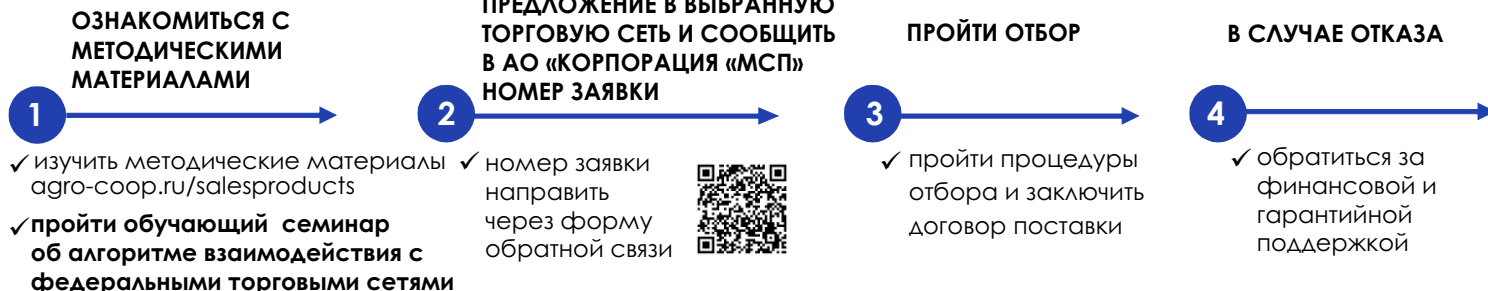 ОЗНАКОМИТЬСЯ С
МЕТОДИЧЕСКИМИ
МАТЕРИАЛАМИ
1
✓ изучить методические материалы
agro-coop.ru/salesproducts
✓ пройти обучающий семинар
об алгоритме взаимодействия с
федеральными торговыми сетями
ПРЕДЛОЖЕНИЕ В ВЫБРАННУЮ
ТОРГОВУЮ СЕТЬ И СООБЩИТЬ
В АО «КОРПОРАЦИЯ «МСП»
НОМЕР ЗАЯВКИ
2
✓ номер заявки
направить
через форму
обратной связи
ПРОЙТИ ОТБОР
3
✓ пройти процедуры
отбора и заключить
договор поставки
В СЛУЧАЕ ОТКАЗА
4
✓ обратиться за
финансовой и
гарантийной
поддержкой